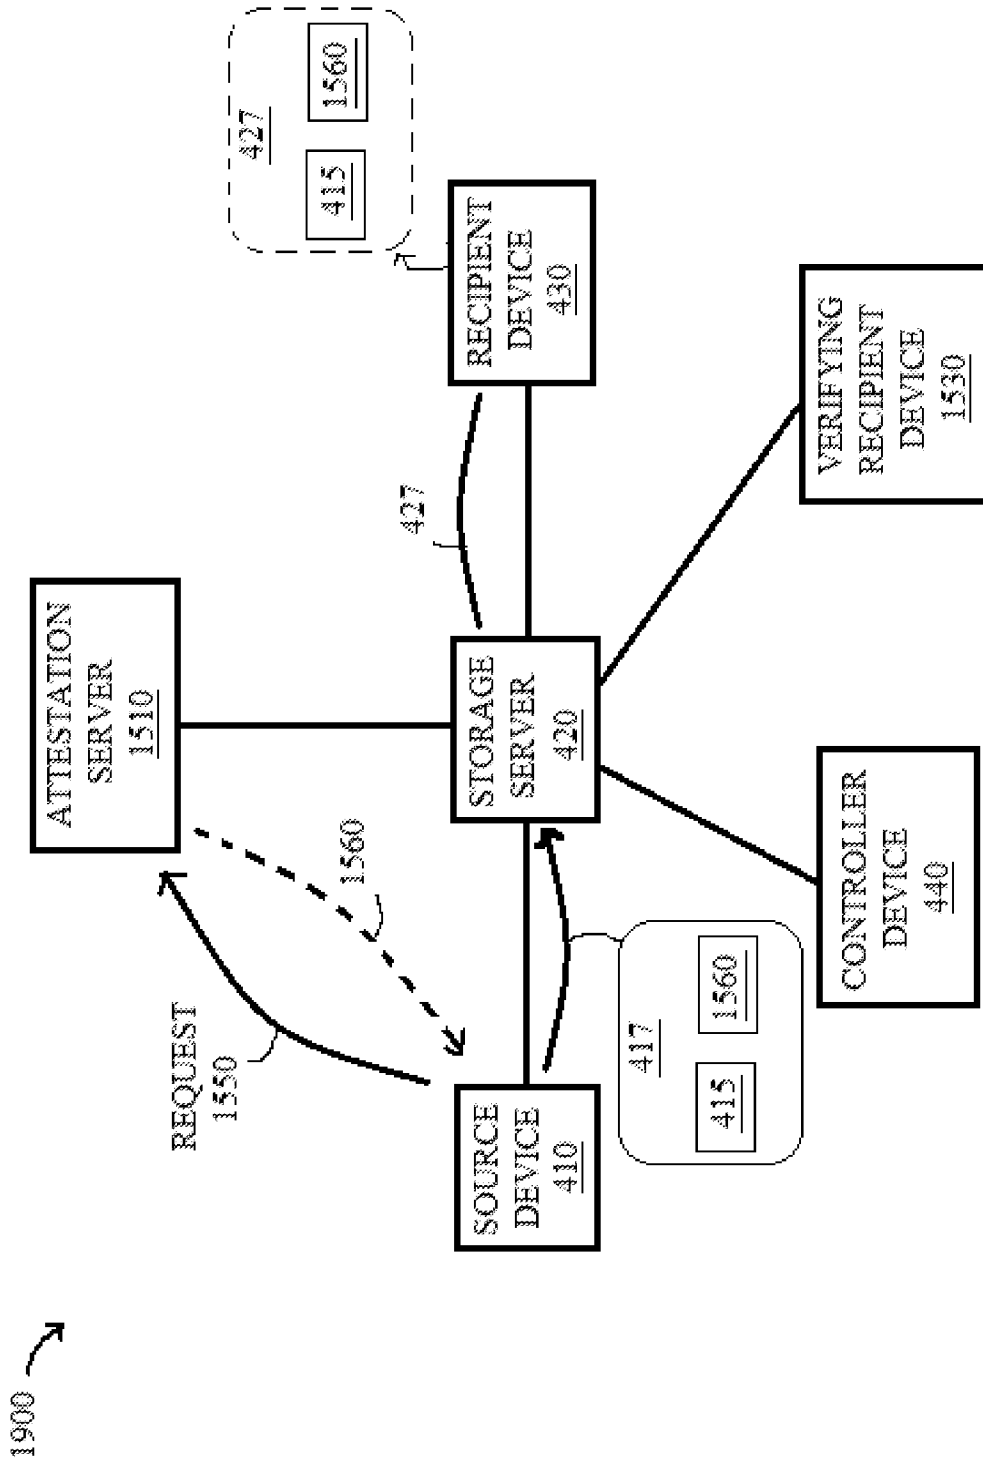 1900
REQUEST
1550
1560
ATTESTATION
SERVER
1510
427
415
1560
427
SOURCE
DEVICE
410
STORAGE
SERVER
420
RECIPIENT
DEVICE
430
417
415
1560
CONTROLLER
DEVICE
440
VERIFYING
RECIPIENT
DEVICE
1530